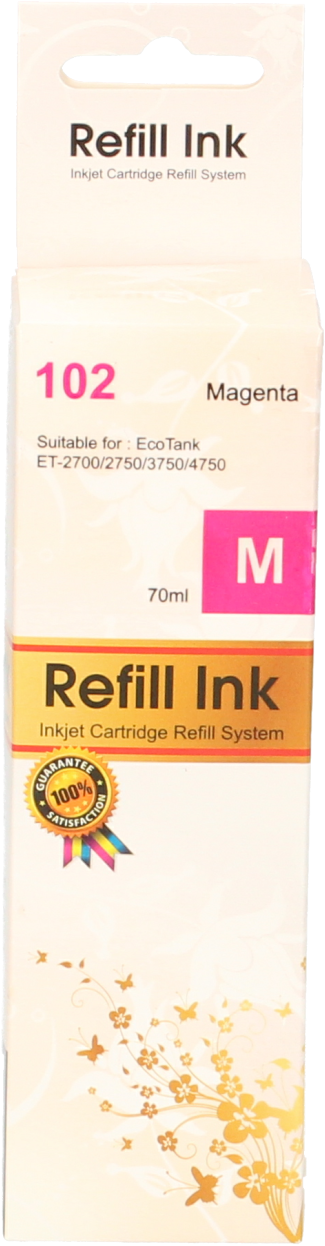 Refill Ink
Inkjet Cartridge Refill System
102
Magenta
Suitable for : EcoTank
ET-2700/2750/3750/4750
M
70ml
Refill Ink
Inkjet Cartridge Refill System
GUARANTEE
100%
SATISFACTION